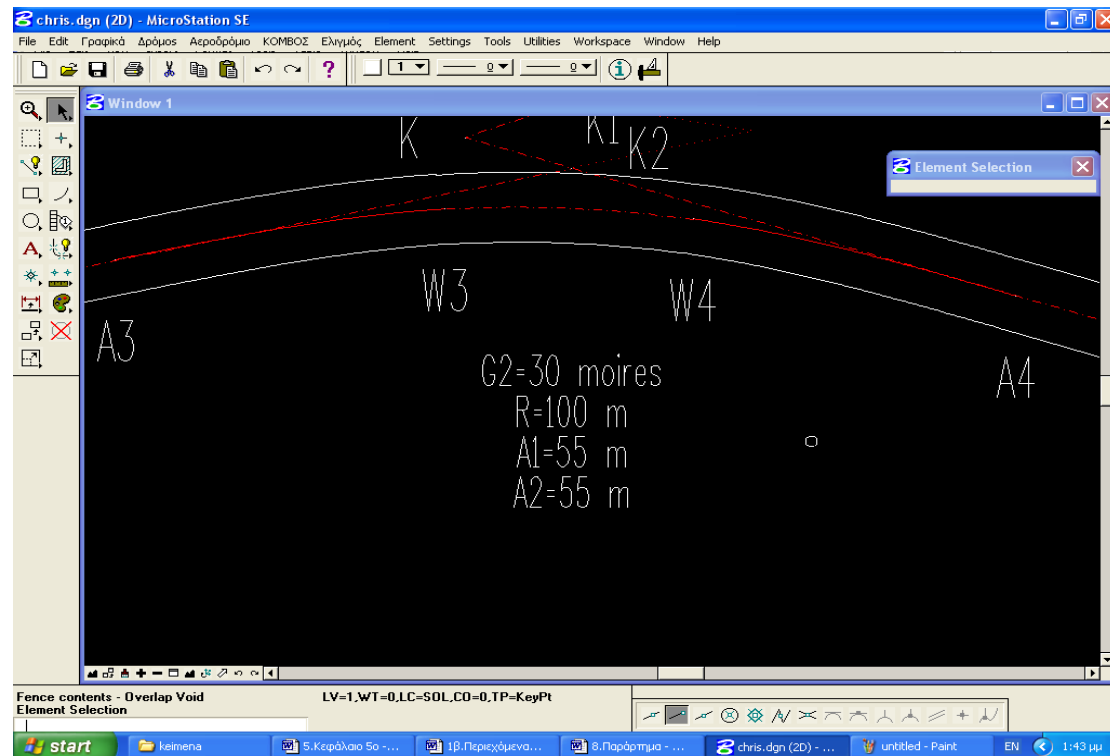 chris.dgn (2D) - MicroStation SE
File Edit Γραφικά Δρόμος Αεροδρόμιο ΚΟΜΒΟΣ Ελιγμός Element Settings Tools Utilities Workspace Window Help
1 0 0
Window 1
K K1 K2
Element Selection
W3 W4
A3 A4
G2=30 moires
R=100 m
A1=55 m
A2=55 m
Fence contents - Overlap Void LV=1,WT=0,LC=SOL,CO=0,TP=KeyPt
Element Selection
start keimena 5.Κεφάλαιο 5ο -... 1β.Περιεχόμενα... 8.Παράρτημα - ... chris.dgn (2D) - ... untitled - Paint EN 1:43 μμ